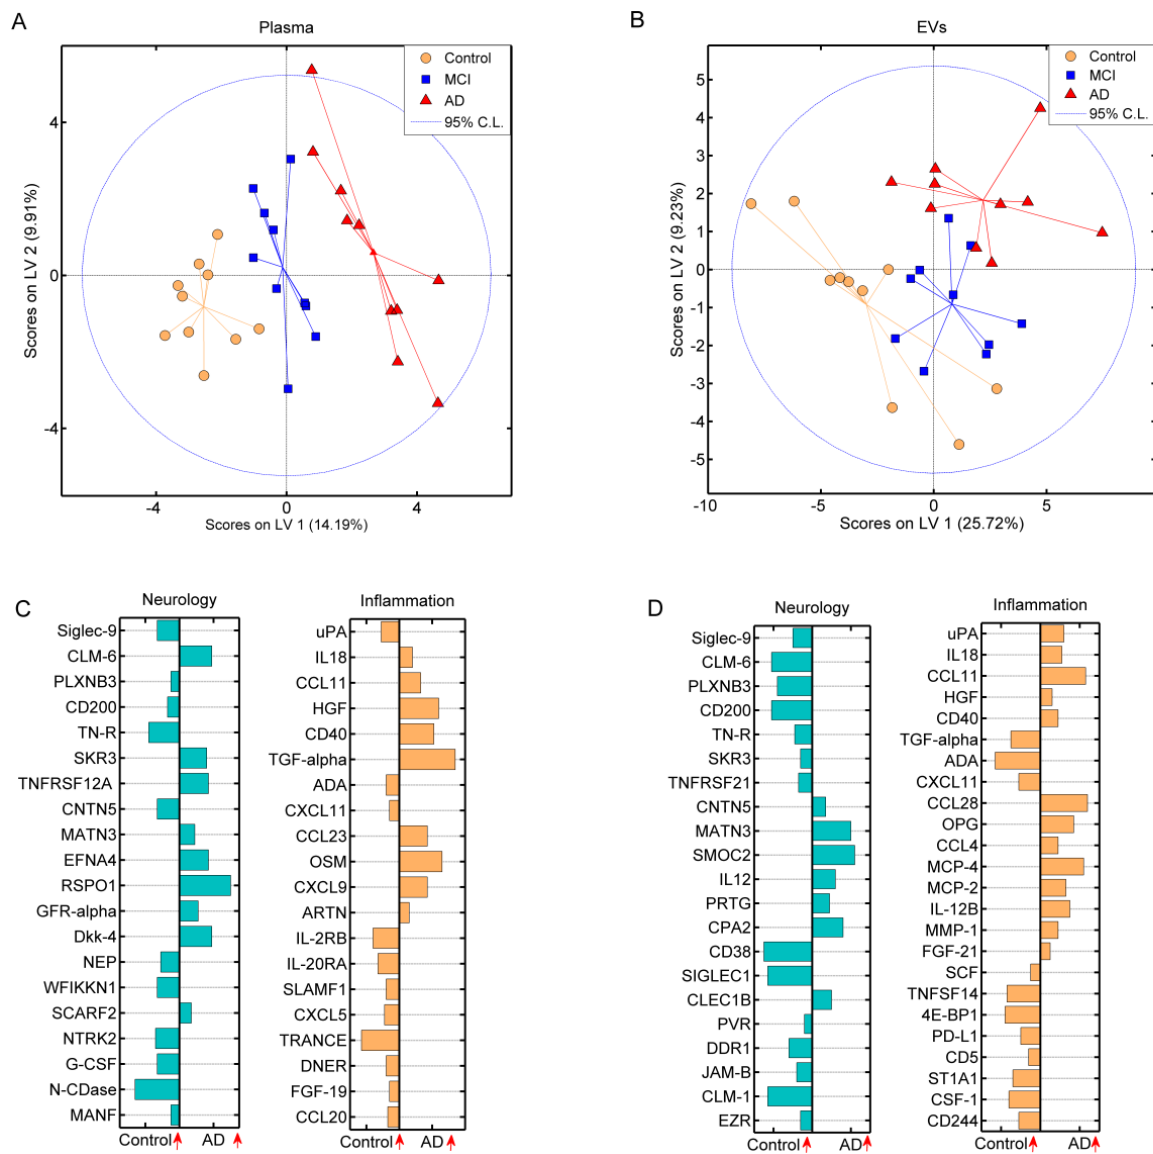 A
Plasma
Control
MCI
AD
95% C.L.
4
0
-4
Scores on LV 2 (9.91%)
-4
0
4
Scores on LV 1 (14.19%)
B
EVs
Control
MCI
AD
95% C.L.
5
4
3
2
1
0
-1
-2
-3
-4
-5
Scores on LV 2 (9.23%)
-10
-5
0
5
Scores on LV 1 (25.72%)
C
Neurology
Siglec-9
CLM-6
PLXNB3
CD200
TN-R
SKR3
TNFRSF12A
CNTN5
MATN3
EFNA4
RSPO1
GFR-alpha
Dkk-4
NEP
WFIKKN1
SCARF2
NTRK2
G-CSF
N-CDase
MANF
Control
AD
Inflammation
uPA
IL18
CCL11
HGF
CD40
TGF-alpha
ADA
CXCL11
CCL23
OSM
CXCL9
ARTN
IL-2RB
IL-20RA
SLAMF1
CXCL5
TRANCE
DNER
FGF-19
CCL20
Control
AD
D
Neurology
Siglec-9
CLM-6
PLXNB3
CD200
TN-R
SKR3
TNFRSF21
CNTN5
MATN3
SMOC2
IL12
PRTG
CPA2
CD38
SIGLEC1
CLEC1B
PVR
DDR1
JAM-B
CLM-1
EZR
Control
AD
Inflammation
uPA
IL18
CCL11
HGF
CD40
TGF-alpha
ADA
CXCL11
CCL28
OPG
CCL4
MCP-4
MCP-2
IL-12B
MMP-1
FGF-21
SCF
TNFSF14
4E-BP1
PD-L1
CD5
ST1A1
CSF-1
CD244
Control
AD